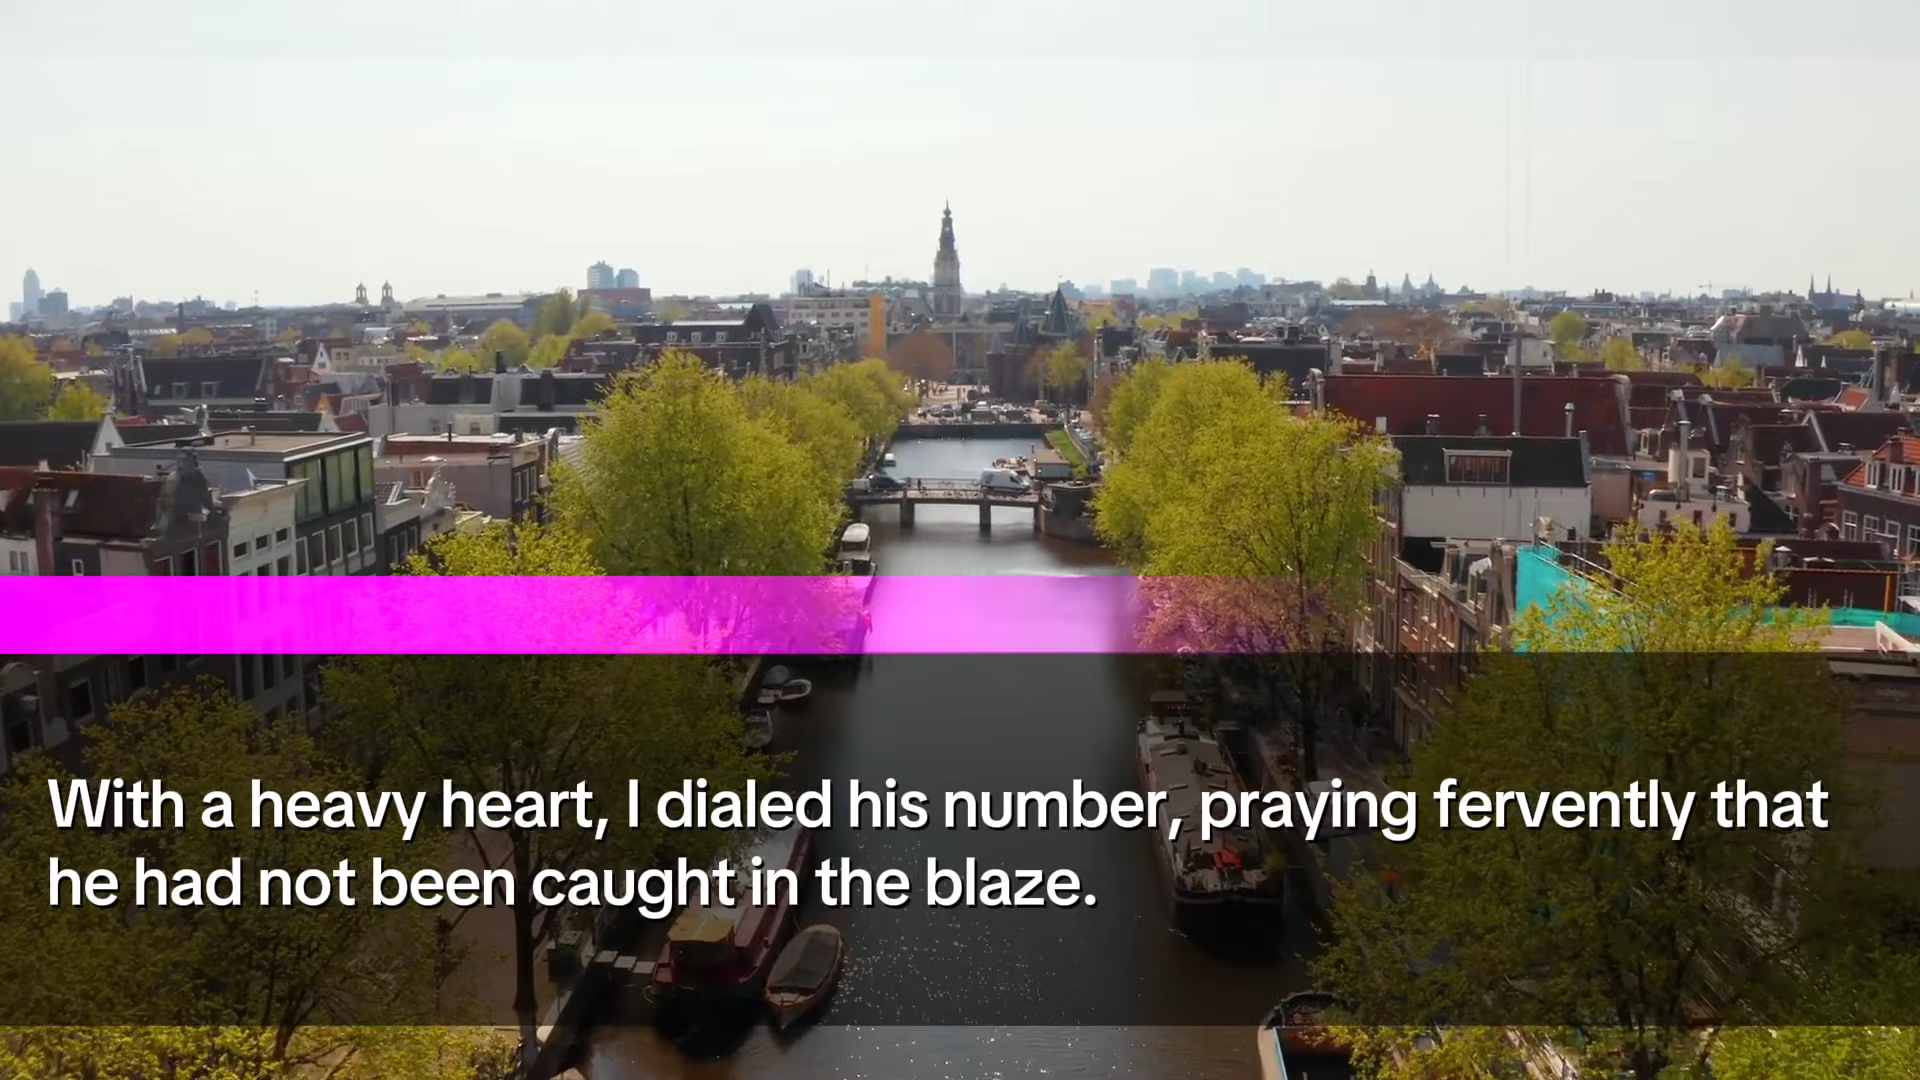 With a heavy heart, I dialed his number, praying fervently that
he had not been caught in the blaze.